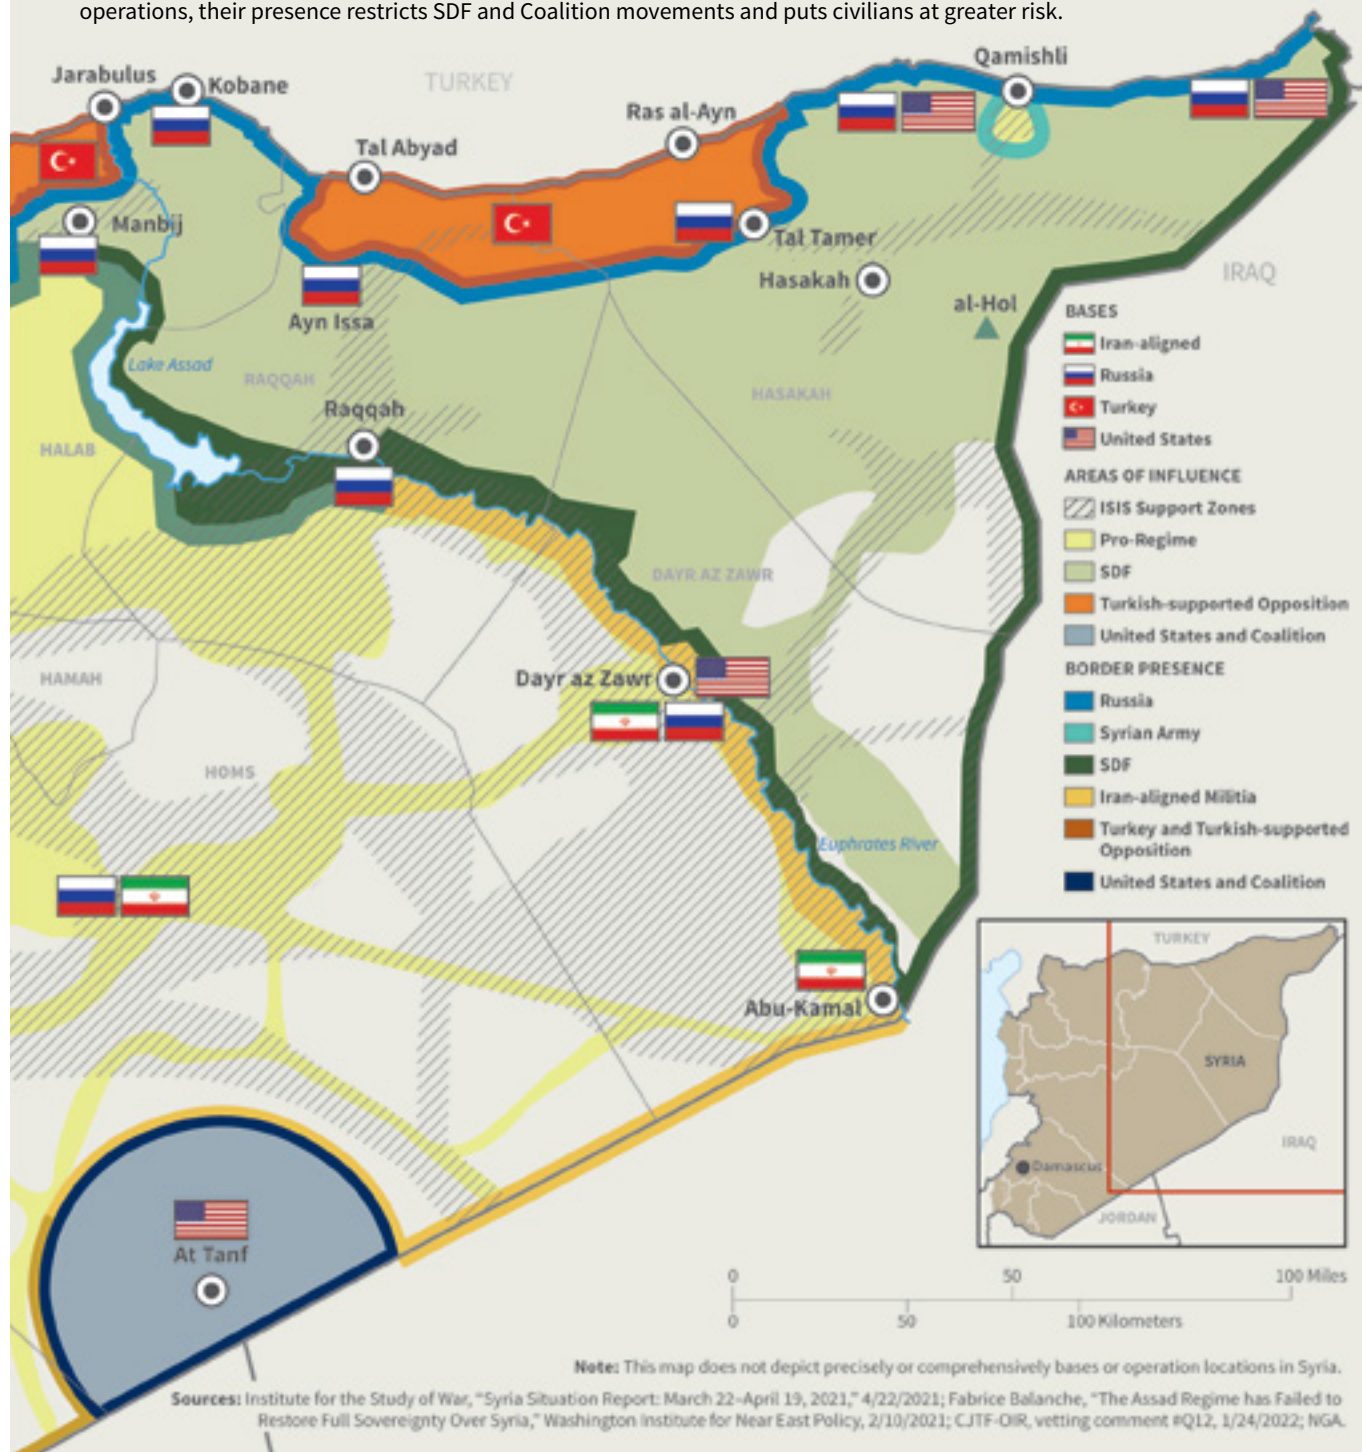 operations, their presence restricts SDF and Coalition movements and puts civilians at greater risk.
Jarabulus
Kobane
TURKEY
Qamishli
Ras al-Ayn
Tal Abyad
Manbij
Tal Tamer
Hasakah
IRAQ
al-Hol
Ayn Issa
Lake Assad
RAQQAH
HASAKAH
Raqqah
HALAB
DAYR AZ ZAWR
Dayr az Zawr
HAMAH
HOMS
Euphrates River
Abu-Kamal
At Tanf
BASES
Iran-aligned
Russia
Turkey
United States
AREAS OF INFLUENCE
ISIS Support Zones
Pro-Regime
SDF
Turkish-supported Opposition
United States and Coalition
BORDER PRESENCE
Russia
Syrian Army
SDF
Iran-aligned Militia
Turkey and Turkish-supported
Opposition
United States and Coalition
TURKEY
SYRIA
IRAQ
Damascus
JORDAN
0 50 100 Miles
0 50 100 Kilometers
Note: This map does not depict precisely or comprehensively bases or operation locations in Syria.
Sources: Institute for the Study of War, “Syria Situation Report: March 22–April 19, 2021,” 4/22/2021; Fabrice Balanche, “The Assad Regime has Failed to
Restore Full Sovereignty Over Syria,” Washington Institute for Near East Policy, 2/10/2021; CJTF-OIR, vetting comment #Q12, 1/24/2022; NGA.